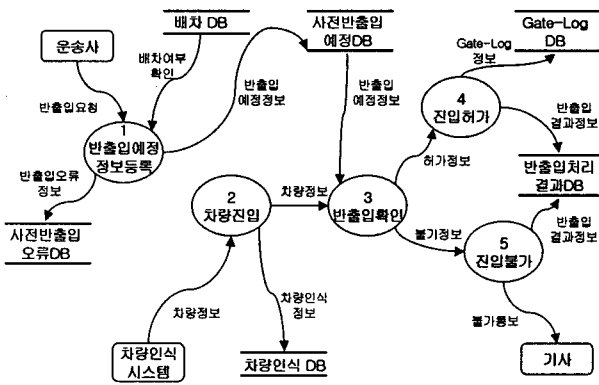 배차 DB
사전반출입
예정DB
Gate-Log
DB
운송사
배차여부
확인
Gate-Log
정보
반출입요청
반출입
예정정보
반출입
예정정보
4
진입허가
반출입
결과정보
1
반출입예정
정보등록
허가정보
반출입오류
정보
반출입처리
결과DB
2
차량진입
차량정보
3
반출입확인
사전반출입
오류DB
불기정보
5
진입불가
반출입
결과정보
차량정보
차량인식
정보
불가통보
차량인식
시스템
차량인식 DB
기사